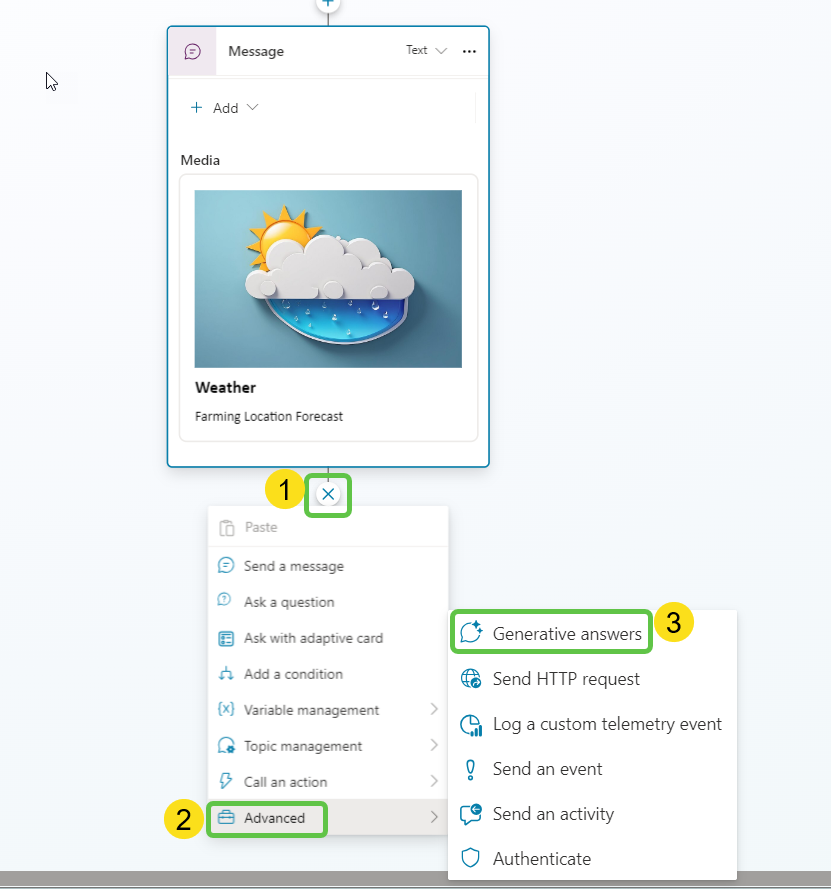 Message
Text
Add
Media
Weather
Farming Location Forecast
1
Paste
Send a message
Ask a question
Ask with adaptive card
Add a condition
Variable management
Topic management
Call an action
2
Advanced
Generative answers
3
Send HTTP request
Log a custom telemetry event
Send an event
Send an activity
Authenticate